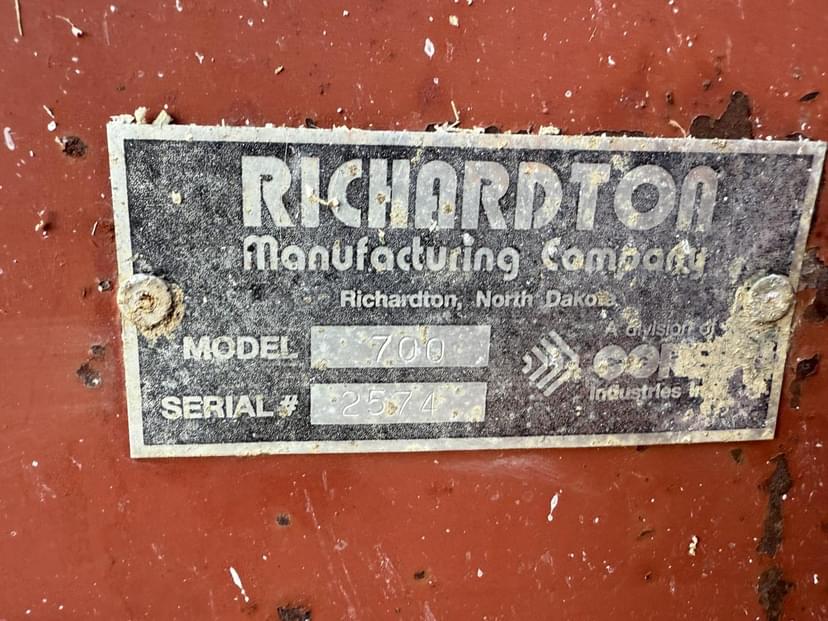 RICHARDTON
Manufacturing Company
Richardton, North Dakota
MODEL 700
A division of
SERIAL # 2574
Industries